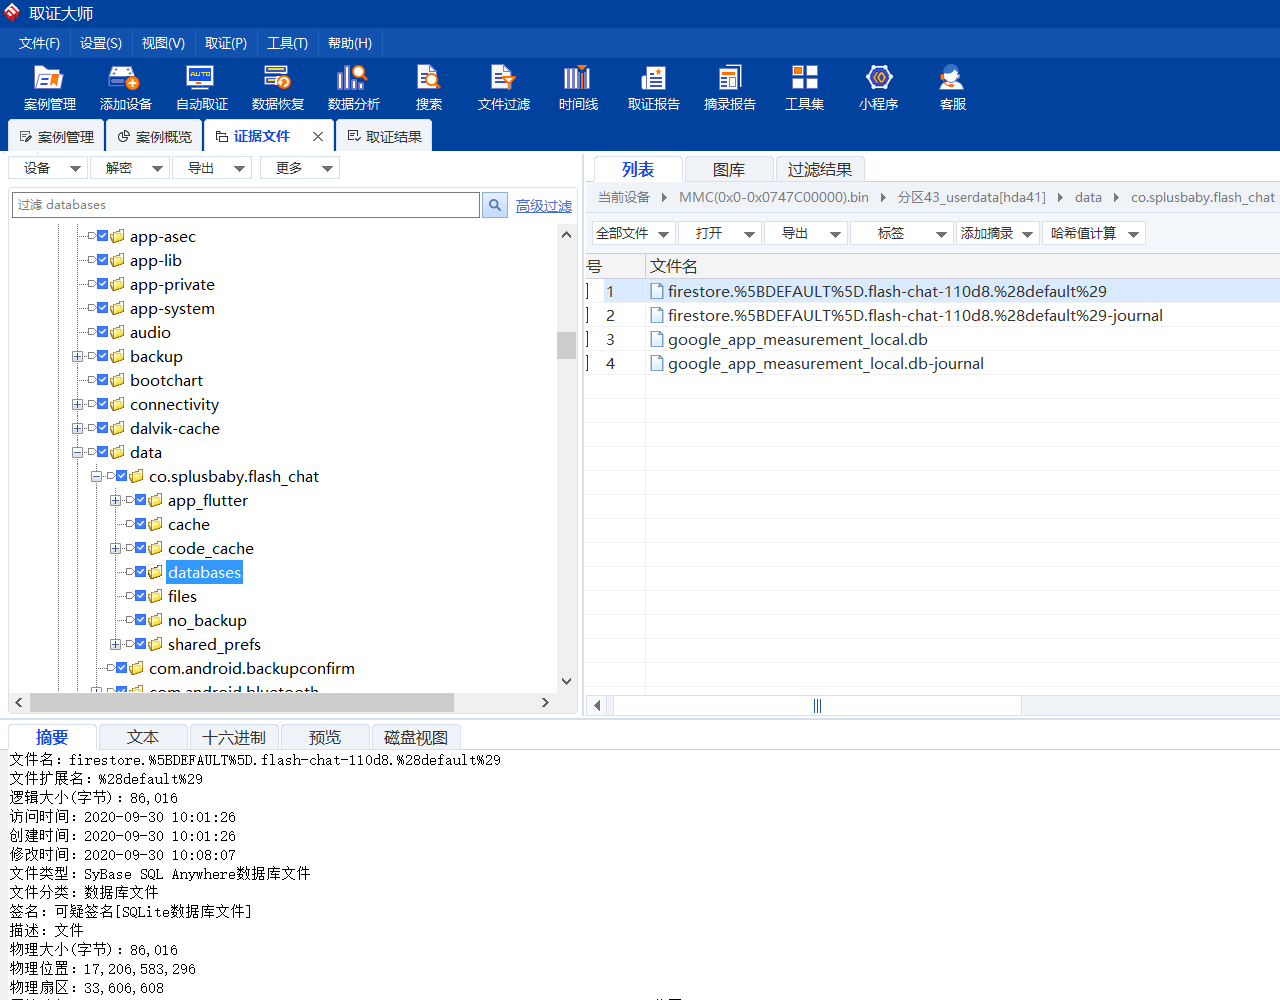 取证大师
文件(F) 设置(S) 视图(V) 取证(P) 工具(T) 帮助(H)
案例管理 添加设备 自动取证 数据恢复 数据分析 搜索 文件过滤 时间线 取证报告 摘录报告 工具集 小程序 客服
案例管理 案例概览 证据文件 取证结果
设备 解密 导出 更多
过滤 databases 高级过滤
app-asec
app-lib
app-private
app-system
audio
backup
bootchart
connectivity
dalvik-cache
data
co.splusbaby.flash_chat
app_flutter
cache
code_cache
databases
files
no_backup
shared_prefs
com.android.backupconfirm
com.android.bluetooth
列表 图库 过滤结果
当前设备 MMC(0x0-0x0747C00000).bin 分区43_userdata[hda41] data co.splusbaby.flash_chat
全部文件 打开 导出 标签 添加摘录 哈希值计算
号 文件名
1 firestore.%5BDEFAULT%5D.flash-chat-110d8.%28default%29
2 firestore.%5BDEFAULT%5D.flash-chat-110d8.%28default%29-journal
3 google_app_measurement_local.db
4 google_app_measurement_local.db-journal
摘要 文本 十六进制 预览 磁盘视图
文件名：firestore.%5BDEFAULT%5D.flash-chat-110d8.%28default%29
文件扩展名：%28default%29
逻辑大小(字节)：86,016
访问时间：2020-09-30 10:01:26
创建时间：2020-09-30 10:01:26
修改时间：2020-09-30 10:08:07
文件类型：SyBase SQL Anywhere数据库文件
文件分类：数据库文件
签名：可疑签名[SQLite数据库文件]
描述：文件
物理大小(字节)：86,016
物理位置：17,206,583,296
物理扇区：33,606,608